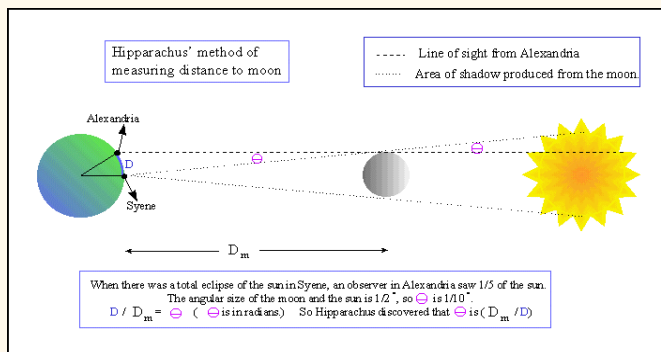 Hipparachus' method of
measuring distance to moon
Line of sight from Alexandria
Area of shadow produced from the moon.
Alexandria
D
Syene
Θ
Θ
D_m
When there was a total eclipse of the sun in Syene, an observer in Alexandria saw 1/5 of the sun.
The angular size of the moon and the sun is 1/2°, so Θ is 1/10°.
D / D_m = Θ ( Θ is in radians.) So Hipparachus discovered that Θ is ( D_m / D)